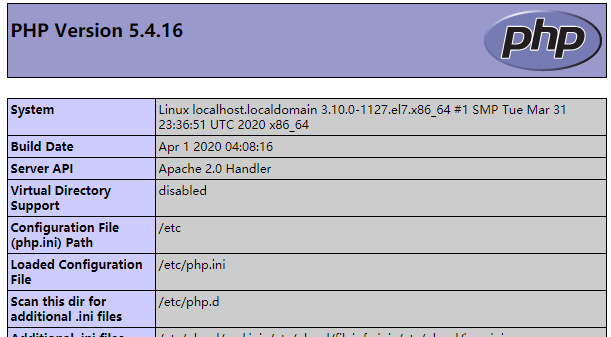 PHP Version 5.4.16
php
System
Linux localhost.localdomain 3.10.0-1127.el7.x86_64 #1 SMP Tue Mar 31
23:36:51 UTC 2020 x86_64
Build Date
Apr 1 2020 04:08:16
Server API
Apache 2.0 Handler
Virtual Directory
Support
disabled
Configuration File
(php.ini) Path
/etc
Loaded Configuration
File
/etc/php.ini
Scan this dir for
additional .ini files
/etc/php.d
Additional .ini files